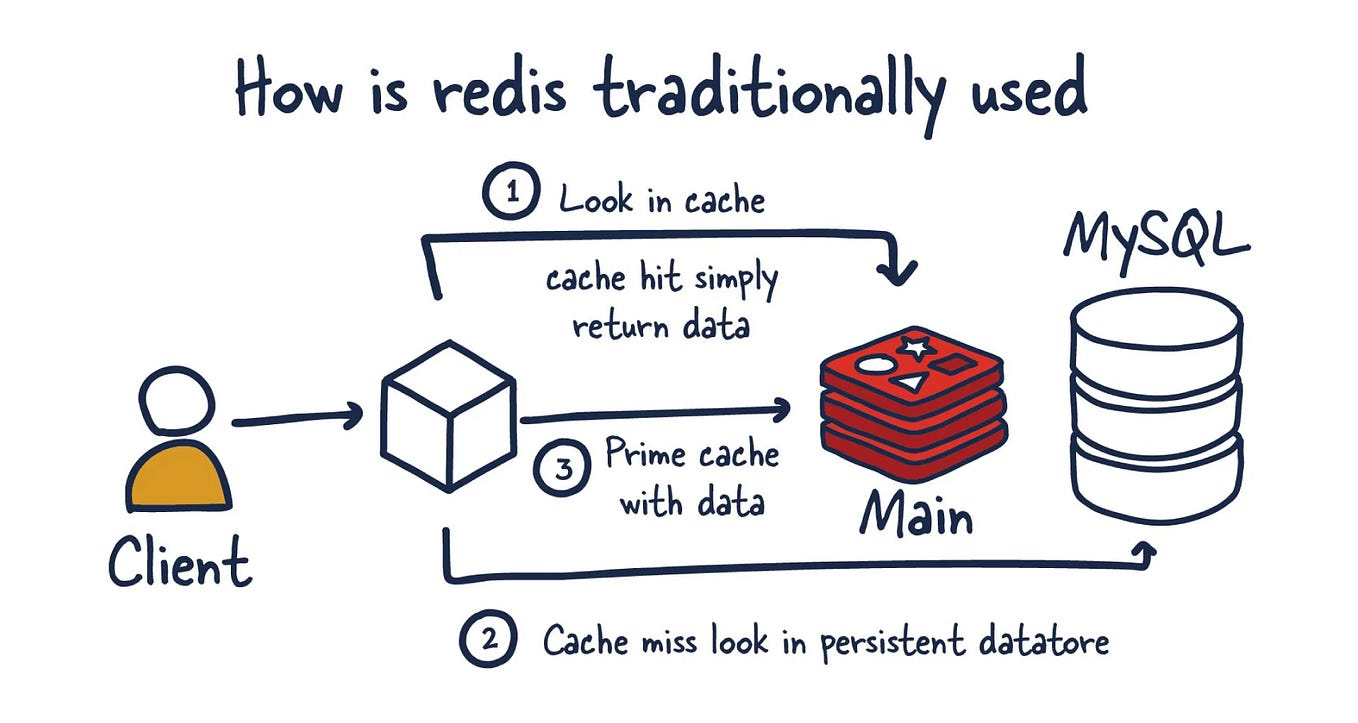 How is redis traditionally used
1 Look in cache
cache hit simply
return data
MySQL
3 Prime cache
with data
Main
Client
2 Cache miss look in persistent datatore